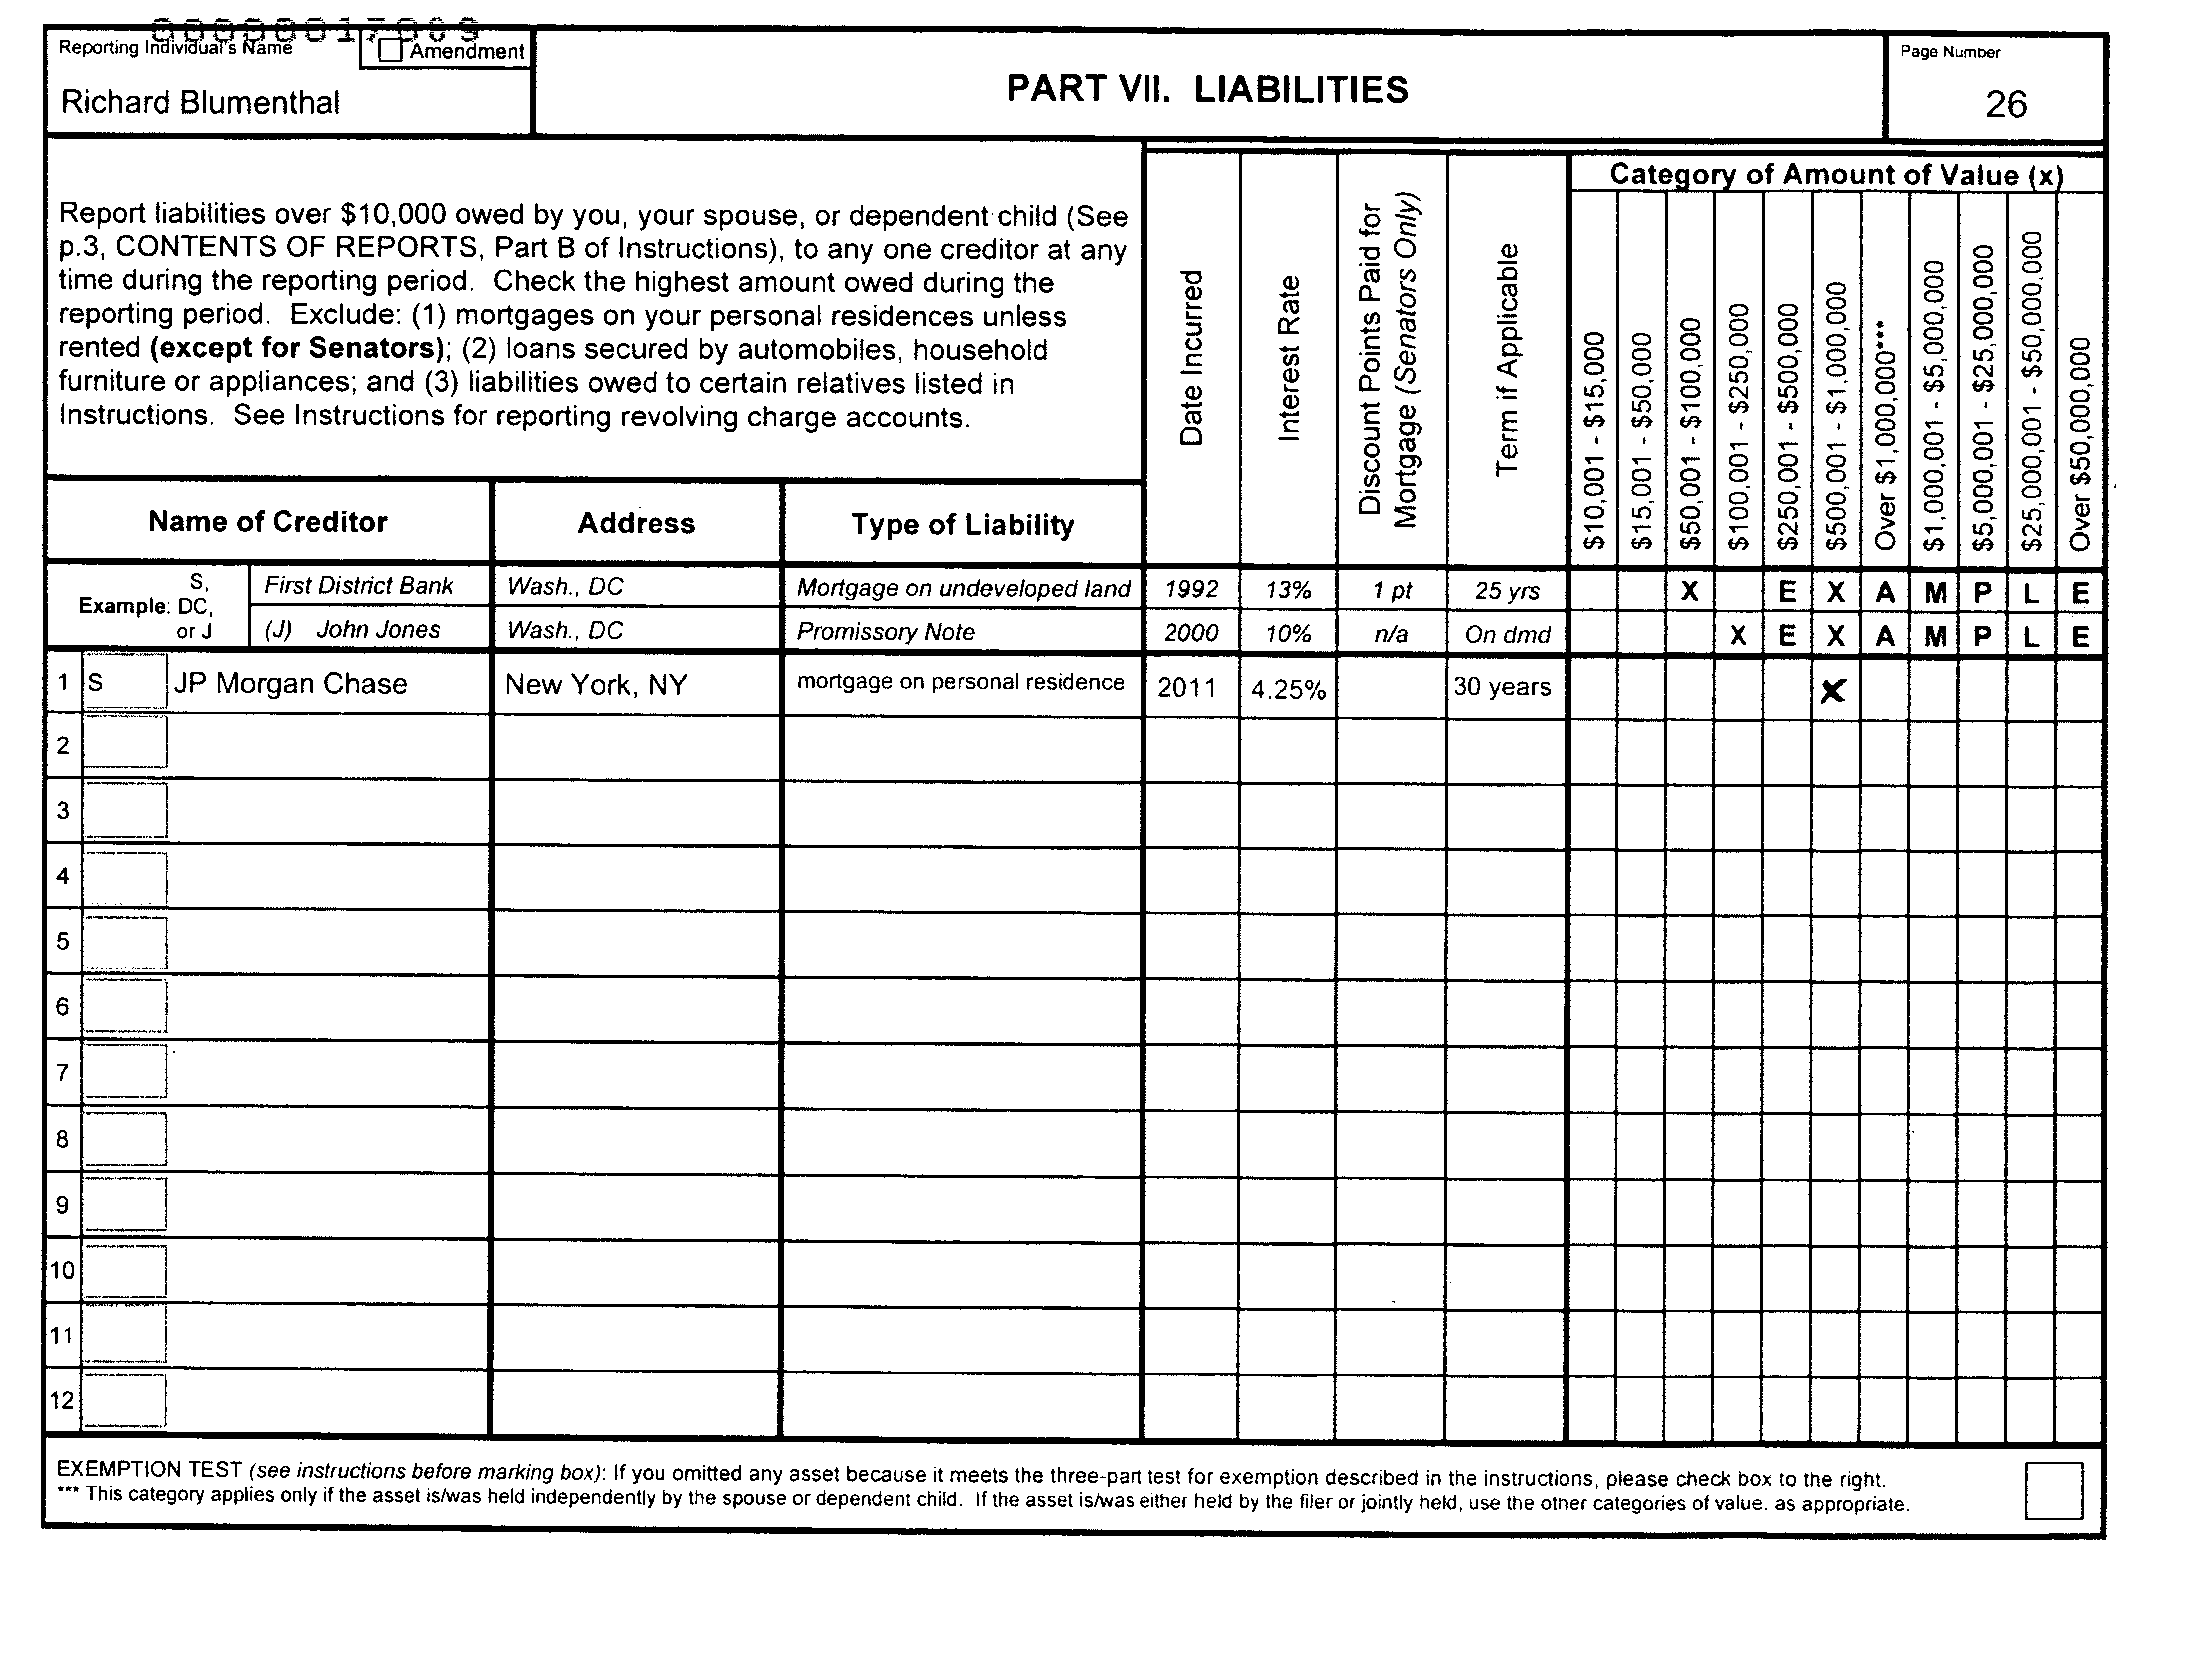 00000017009
Reporting Individual's Name
Amendment
Richard Blumenthal
PART VII. LIABILITIES
Page Number
26
Report liabilities over $10,000 owed by you, your spouse, or dependent child (See
p.3, CONTENTS OF REPORTS, Part B of Instructions), to any one creditor at any
time during the reporting period. Check the highest amount owed during the
reporting period. Exclude: (1) mortgages on your personal residences unless
rented (except for Senators); (2) loans secured by automobiles, household
furniture or appliances; and (3) liabilities owed to certain relatives listed in
Instructions. See Instructions for reporting revolving charge accounts.
Date Incurred
Interest Rate
Discount Points Paid for
Mortgage (Senators Only)
Term if Applicable
Category of Amount of Value (x)
$10,001 - $15,000
$15,001 - $50,000
$50,001 - $100,000
$100,001 - $250,000
$250,001 - $500,000
$500,001 - $1,000,000
Over $1,000,000***
$1,000,001 - $5,000,000
$5,000,001 - $25,000,000
$25,000,001 - $50,000,000
Over $50,000,000
Name of Creditor Address Type of Liability
Example: S, DC, or J
First District Bank Wash., DC Mortgage on undeveloped land 1992 13% 1 pt 25 yrs X E X A M P L E
(J) John Jones Wash., DC Promissory Note 2000 10% n/a On dmd X E X A M P L E
1 S JP Morgan Chase New York, NY mortgage on personal residence 2011 4.25% 30 years X
2
3
4
5
6
7
8
9
10
11
12
EXEMPTION TEST (see instructions before marking box): If you omitted any asset because it meets the three-part test for exemption described in the instructions, please check box to the right.
*** This category applies only if the asset is/was held independently by the spouse or dependent child. If the asset is/was either held by the filer or jointly held, use the other categories of value, as appropriate.